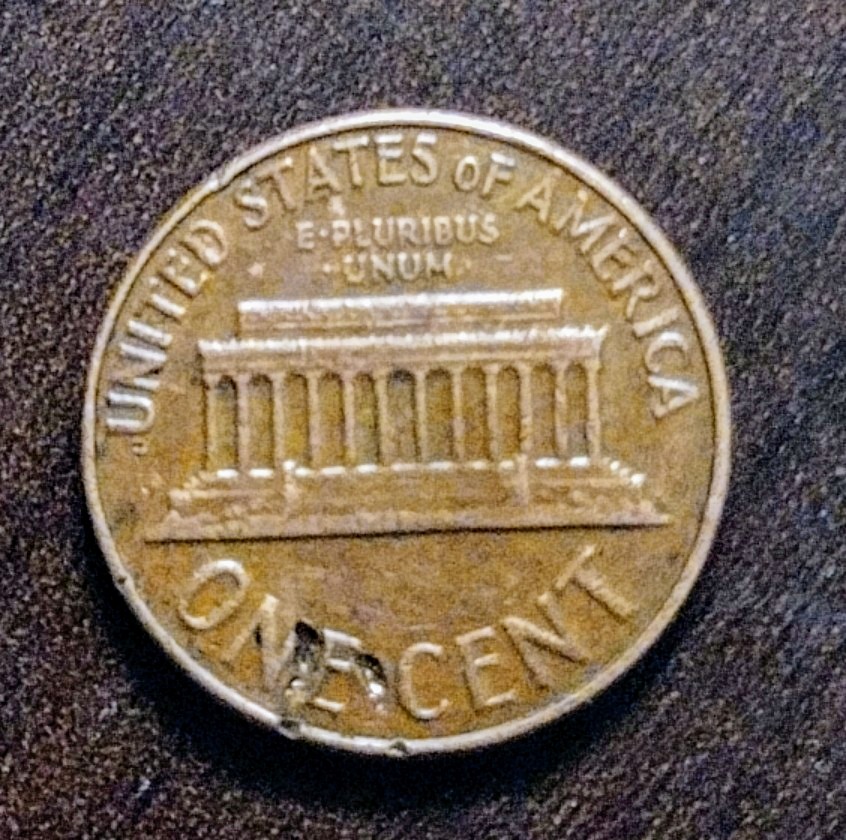 UNITED STATES OF AMERICA
E·PLURIBUS
·UNUM·
ONE CENT